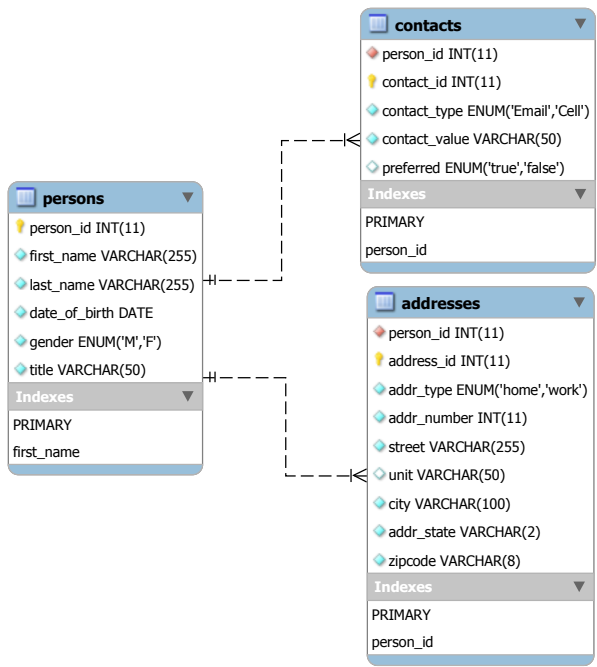 contacts
person_id INT(11)
contact_id INT(11)
contact_type ENUM('Email','Cell')
contact_value VARCHAR(50)
preferred ENUM('true','false')
Indexes
PRIMARY
person_id
persons
person_id INT(11)
first_name VARCHAR(255)
last_name VARCHAR(255)
date_of_birth DATE
gender ENUM('M','F')
title VARCHAR(50)
Indexes
PRIMARY
first_name
addresses
person_id INT(11)
address_id INT(11)
addr_type ENUM('home','work')
addr_number INT(11)
street VARCHAR(255)
unit VARCHAR(50)
city VARCHAR(100)
addr_state VARCHAR(2)
zipcode VARCHAR(8)
Indexes
PRIMARY
person_id